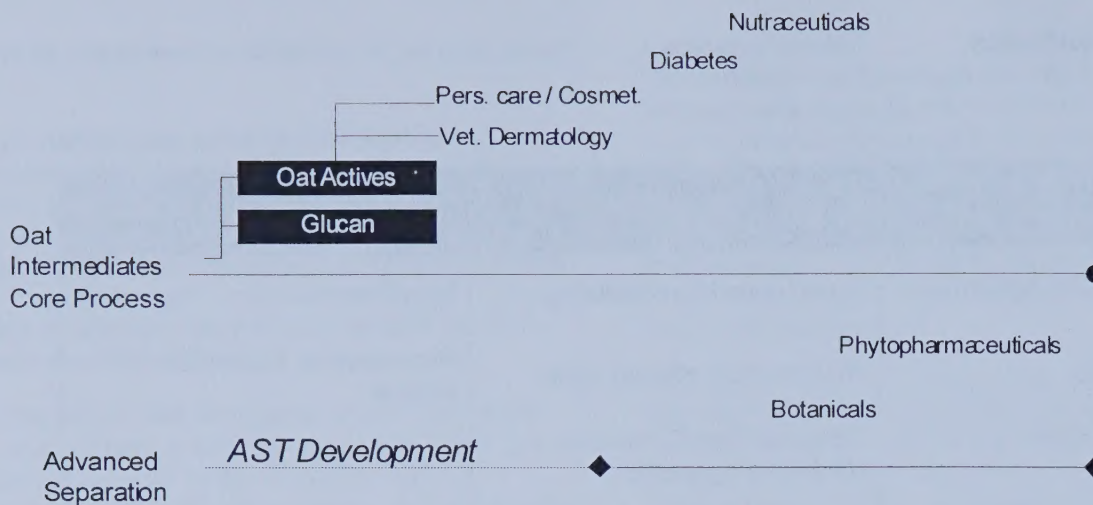 Nutraceuticals
Diabetes
Pers. care / Cosmet.
Vet. Dermatology
Oat Actives
Glucan
Oat
Intermediates
Core Process
Phytopharmaceuticals
Botanicals
AST Development
Advanced
Separation